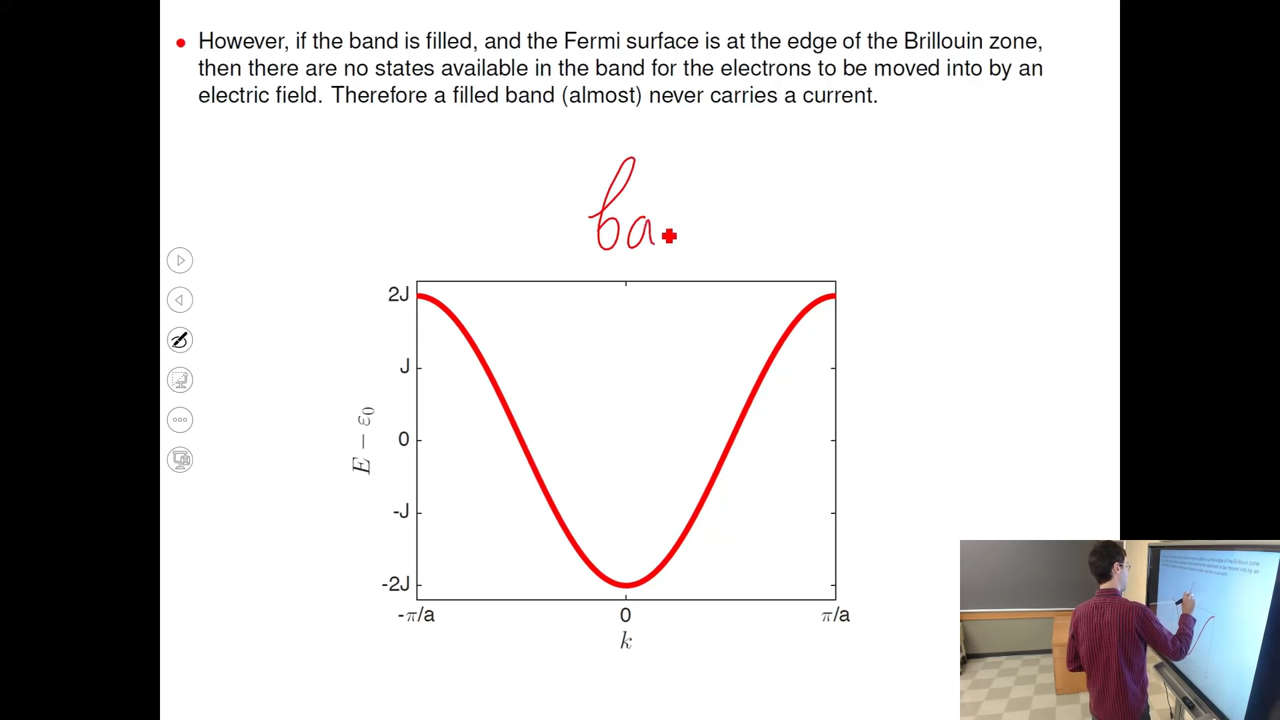 • However, if the band is filled, and the Fermi surface is at the edge of the Brillouin zone,
then there are no states available in the band for the electrons to be moved into by an
electric field. Therefore a filled band (almost) never carries a current.
ba
2J
J
0
-J
-2J
E − ε₀
-π/a 0 π/a
k